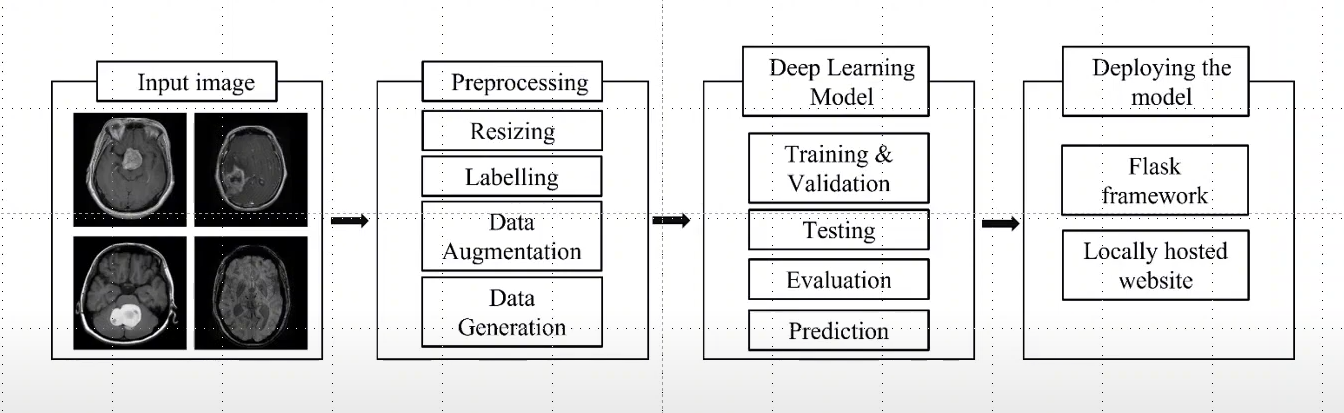 Input image
Preprocessing
Resizing
Labelling
Data
Augmentation
Data
Generation
Deep Learning
Model
Training &
Validation
Testing
Evaluation
Prediction
Deploying the
model
Flask
framework
Locally hosted
website